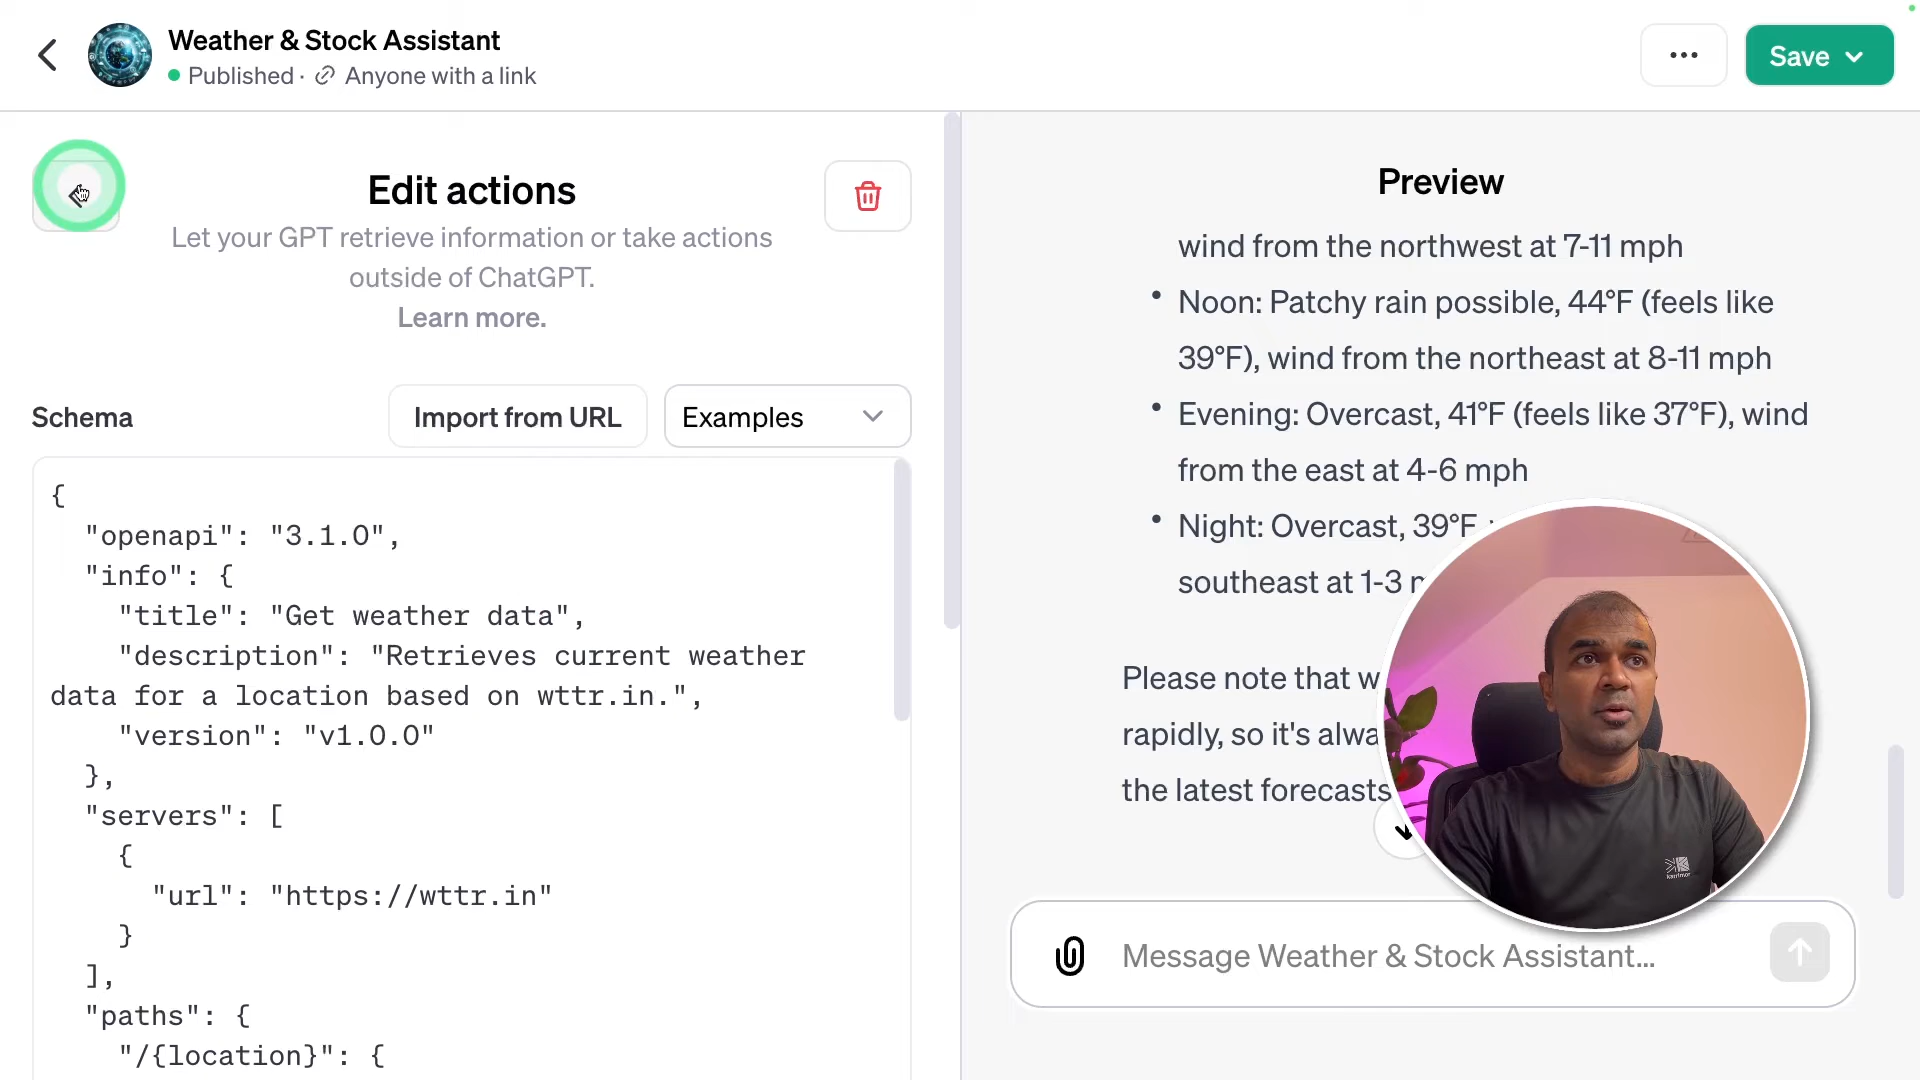 Weather & Stock Assistant
Published · Anyone with a link
Save
Edit actions
Let your GPT retrieve information or take actions
outside of ChatGPT.
Learn more.
Schema
Import from URL
Examples
{
"openapi": "3.1.0",
"info": {
"title": "Get weather data",
"description": "Retrieves current weather
data for a location based on wttr.in.",
"version": "v1.0.0"
},
"servers": [
{
"url": "https://wttr.in"
}
],
"paths": {
"/{location}": {
Preview
wind from the northwest at 7-11 mph
• Noon: Patchy rain possible, 44°F (feels like
39°F), wind from the northeast at 8-11 mph
• Evening: Overcast, 41°F (feels like 37°F), wind
from the east at 4-6 mph
• Night: Overcast, 39°F
southeast at 1-3
Please note that
rapidly, so it's
the latest forecasts
Message Weather & Stock Assistant...